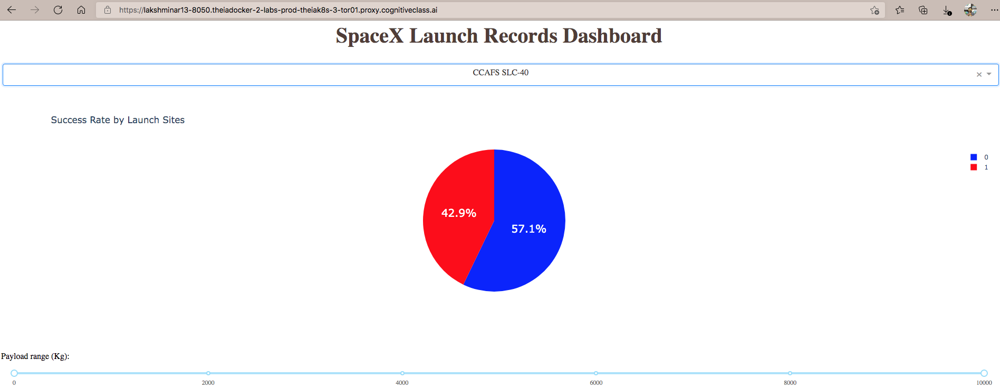 https://lakshminar13-8050.theiadocker-2-labs-prod-theiak8s-3-tor01.proxy.cognitiveclass.ai
SpaceX Launch Records Dashboard
CCAFS SLC-40
Success Rate by Launch Sites
0
1
42.9%
57.1%
Payload range (Kg):
0 2000 4000 6000 8000 10000